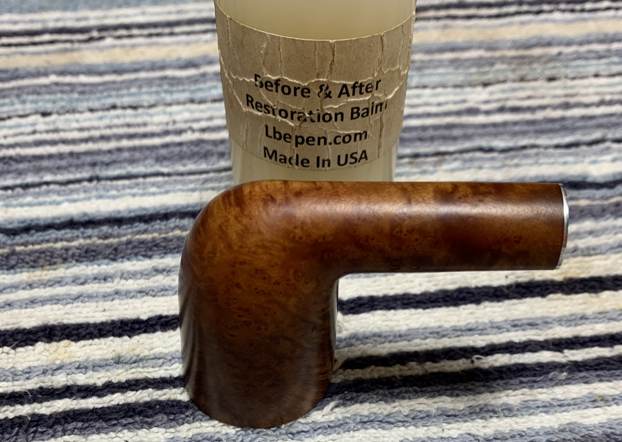 Before & After
Restoration Balm
Lbepen.com
Made In USA